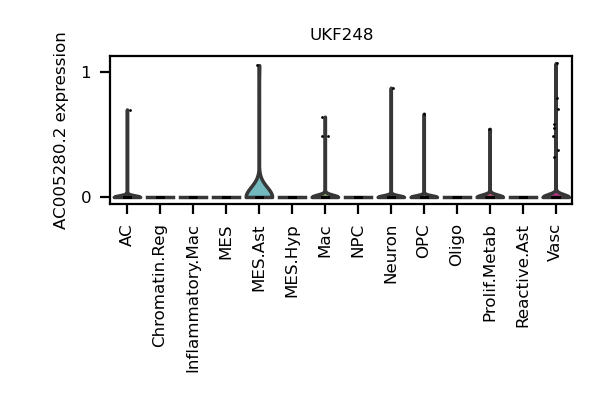 UKF248
AC005280.2 expression
1
0
AC
Chromatin.Reg
Inflammatory.Mac
MES
MES.Ast
MES.Hyp
Mac
NPC
Neuron
OPC
Oligo
Prolif.Metab
Reactive.Ast
Vasc